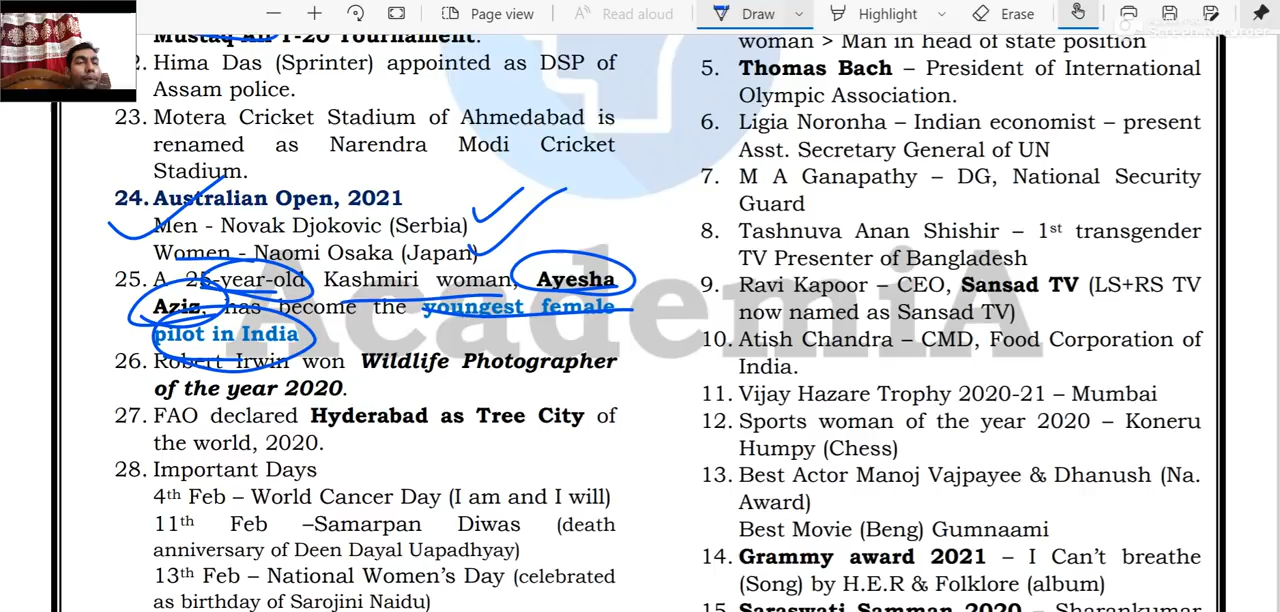 Page view
Read aloud
Draw
Highlight
Erase
Screen Recorder
Mustaq Ali T-20 Tournament.
2. Hima Das (Sprinter) appointed as DSP of
Assam police.
23. Motera Cricket Stadium of Ahmedabad is
renamed as Narendra Modi Cricket
Stadium.
24. Australian Open, 2021
Men - Novak Djokovic (Serbia)
Women - Naomi Osaka (Japan)
25. A 25-year-old Kashmiri woman, Ayesha
Aziz, has become the youngest female
pilot in India
26. Robert Irwin won Wildlife Photographer
of the year 2020.
27. FAO declared Hyderabad as Tree City of
the world, 2020.
28. Important Days
4th Feb – World Cancer Day (I am and I will)
11th Feb –Samarpan Diwas (death
anniversary of Deen Dayal Uapadhyay)
13th Feb – National Women's Day (celebrated
as birthday of Sarojini Naidu)
woman > Man in head of state position
5. Thomas Bach – President of International
Olympic Association.
6. Ligia Noronha – Indian economist – present
Asst. Secretary General of UN
7. M A Ganapathy – DG, National Security
Guard
8. Tashnuva Anan Shishir – 1st transgender
TV Presenter of Bangladesh
9. Ravi Kapoor – CEO, Sansad TV (LS+RS TV
now named as Sansad TV)
10. Atish Chandra – CMD, Food Corporation of
India.
11. Vijay Hazare Trophy 2020-21 – Mumbai
12. Sports woman of the year 2020 – Koneru
Humpy (Chess)
13. Best Actor Manoj Vajpayee & Dhanush (Na.
Award)
Best Movie (Beng) Gumnaami
14. Grammy award 2021 – I Can't breathe
(Song) by H.E.R & Folklore (album)
15. Saraswati Samman 2020 – Sharankumar
AcademiA